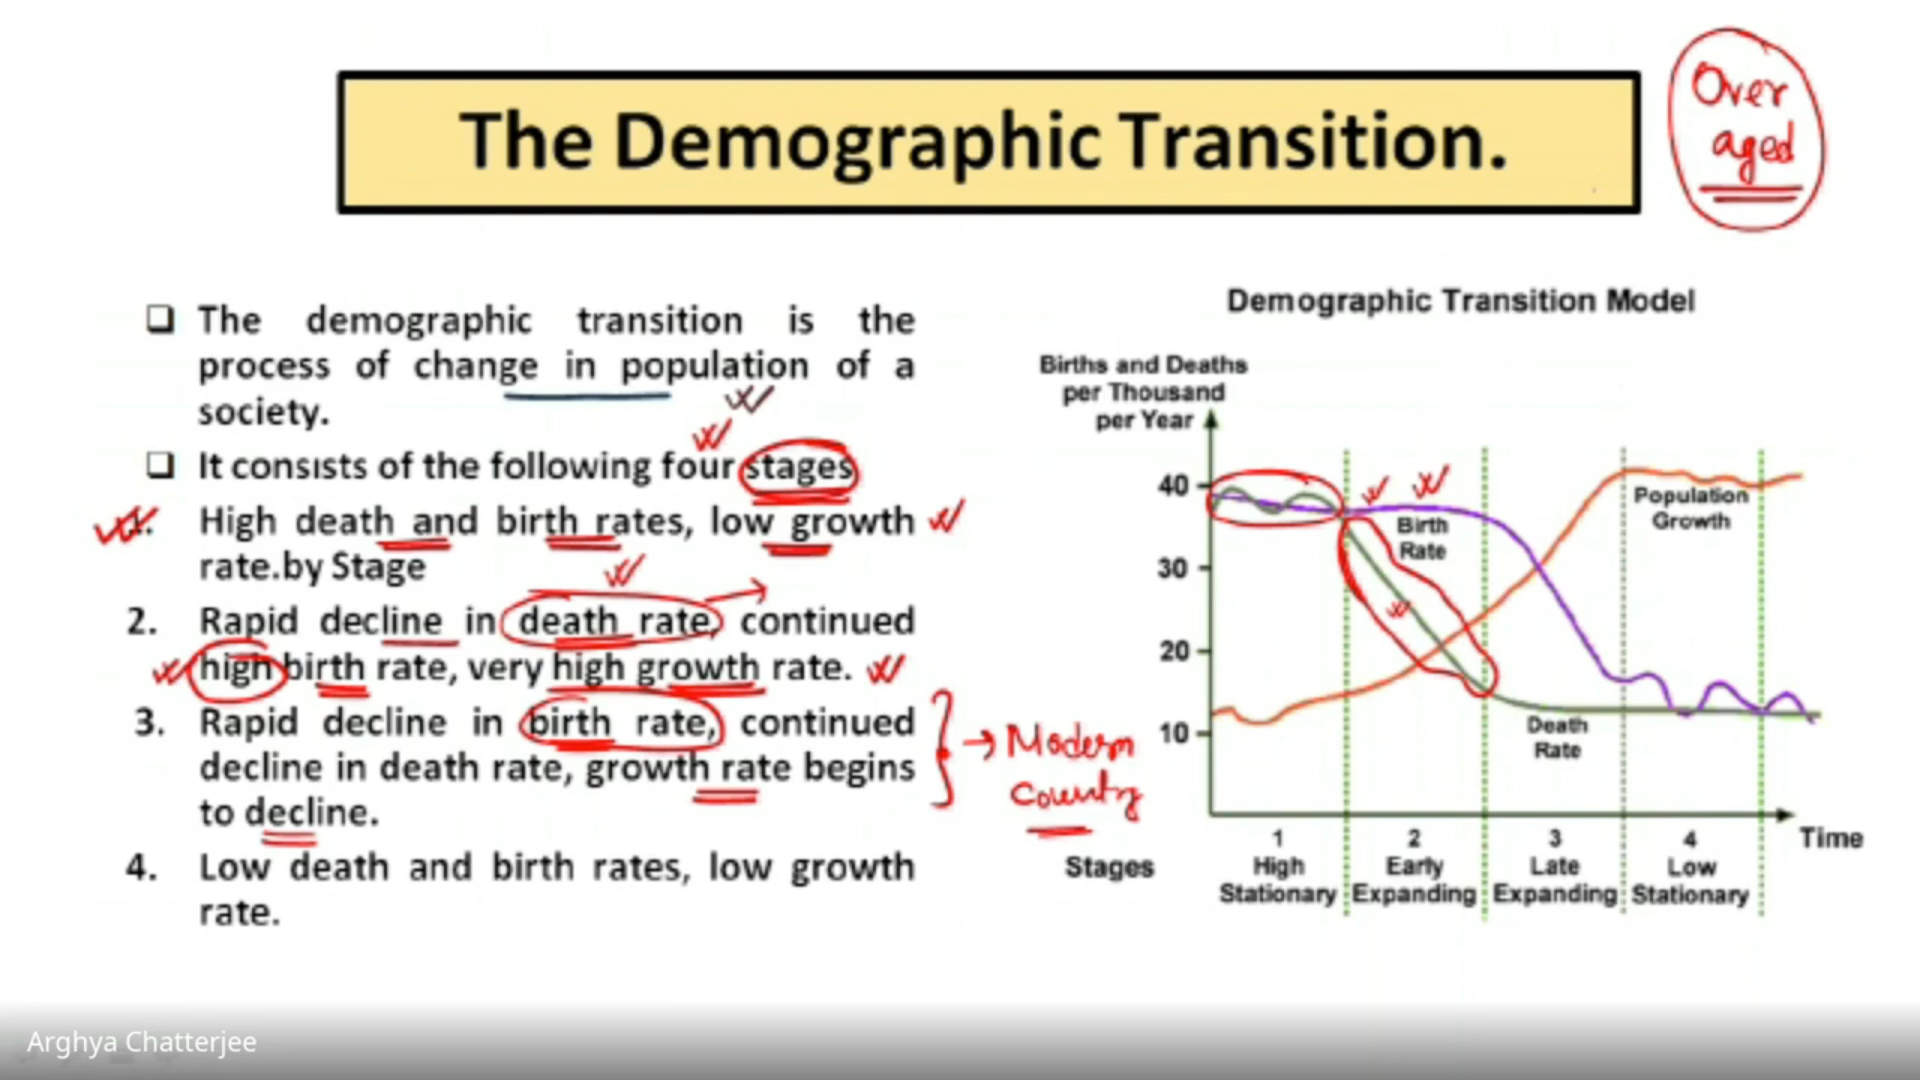 The Demographic Transition.
Over
aged
❑ The demographic transition is the
process of change in population of a
society.
❑ It consists of the following four stages
1. High death and birth rates, low growth
rate.by Stage
2. Rapid decline in death rate, continued
high birth rate, very high growth rate.
3. Rapid decline in birth rate, continued
decline in death rate, growth rate begins
to decline.
4. Low death and birth rates, low growth
rate.
→ Modern
Country
Demographic Transition Model
Births and Deaths
per Thousand
per Year
40
30
20
10
Population
Growth
Birth
Rate
Death
Rate
Time
Stages
1
High
Stationary
2
Early
Expanding
3
Late
Expanding
4
Low
Stationary
Arghya Chatterjee